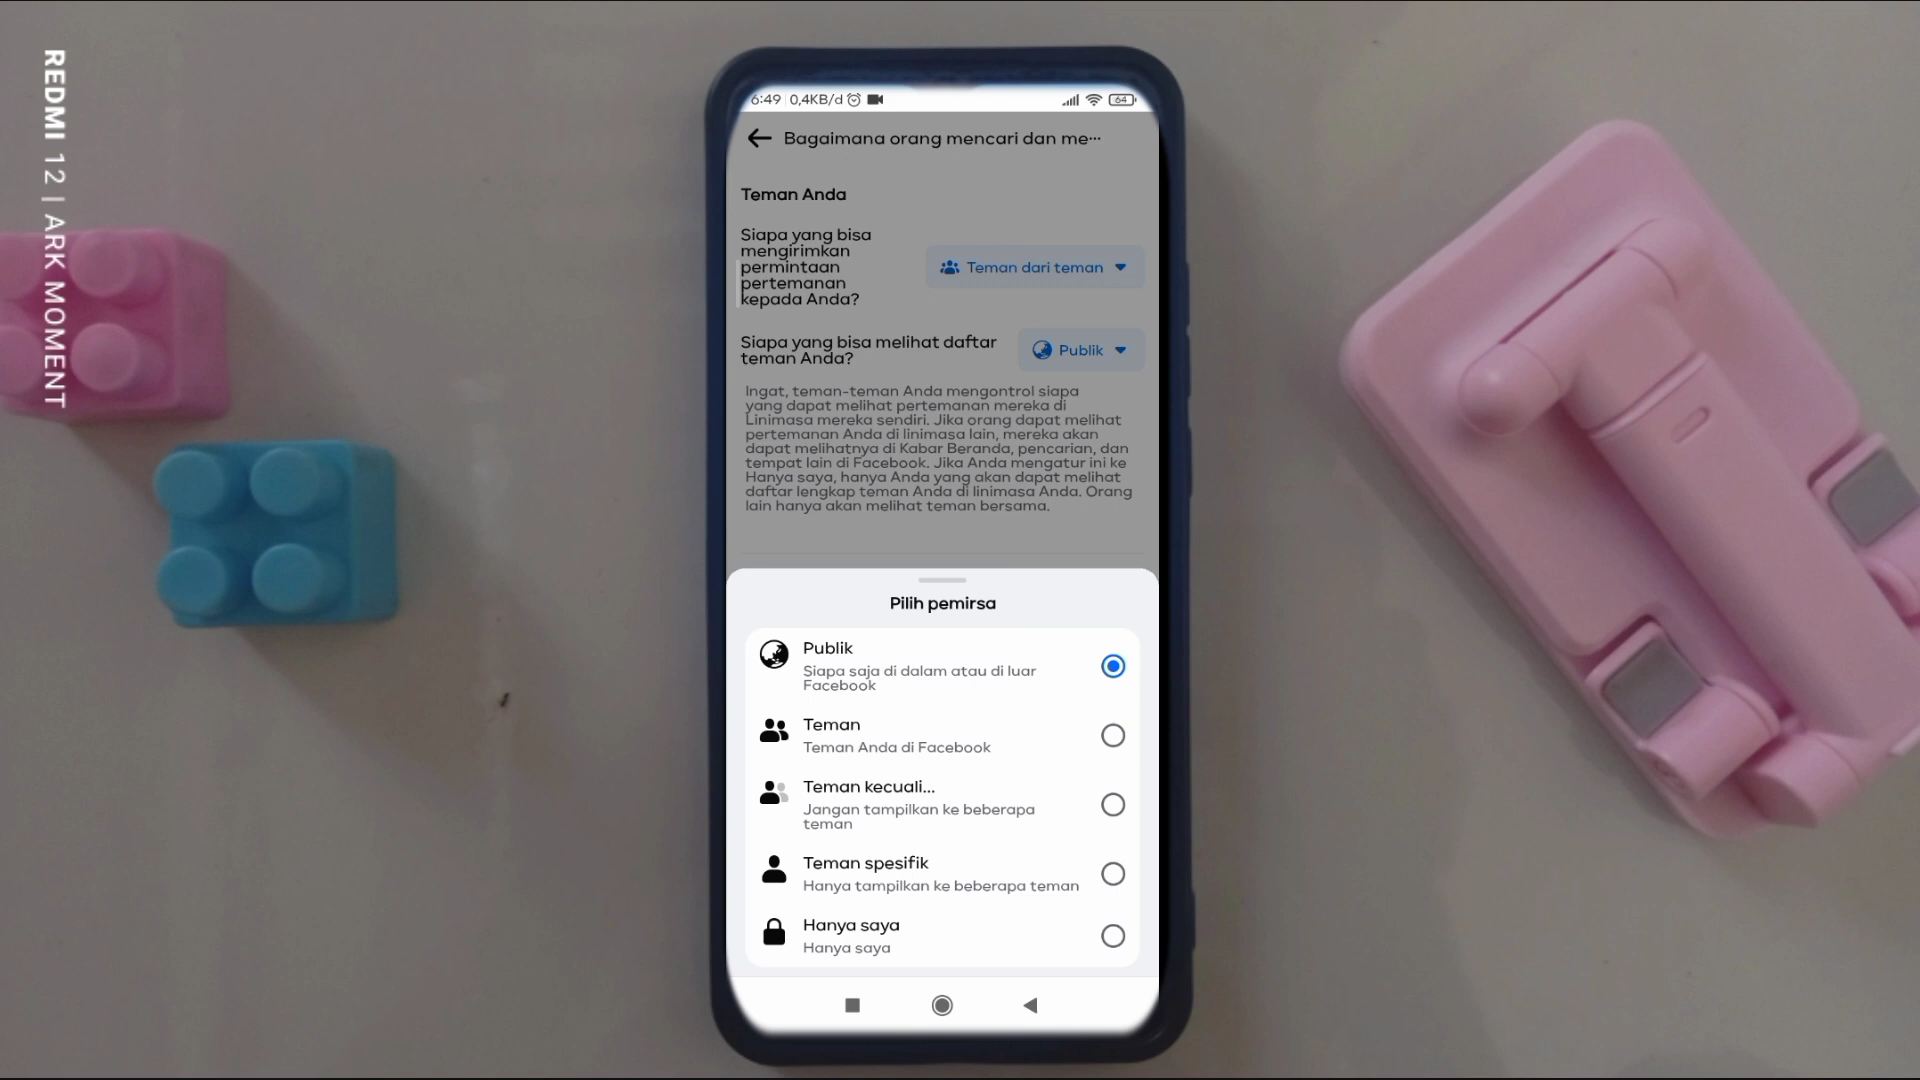 REDMI 12 | ARK MOMENT
6:49 0,4KB/d
64
Bagaimana orang mencari dan me...
Teman Anda
Siapa yang bisa
mengirimkan
permintaan
pertemanan
kepada Anda?
Teman dari teman
Siapa yang bisa melihat daftar
teman Anda?
Publik
Ingat, teman-teman Anda mengontrol siapa
yang dapat melihat pertemanan mereka di
Linimasa mereka sendiri. Jika orang dapat melihat
pertemanan Anda di linimasa lain, mereka akan
dapat melihatnya di Kabar Beranda, pencarian, dan
tempat lain di Facebook. Jika Anda mengatur ini ke
Hanya saya, hanya Anda yang akan dapat melihat
daftar lengkap teman Anda di linimasa Anda. Orang
lain hanya akan melihat teman bersama.
Pilih pemirsa
Publik
Siapa saja di dalam atau di luar
Facebook
Teman
Teman Anda di Facebook
Teman kecuali...
Jangan tampilkan ke beberapa
teman
Teman spesifik
Hanya tampilkan ke beberapa teman
Hanya saya
Hanya saya